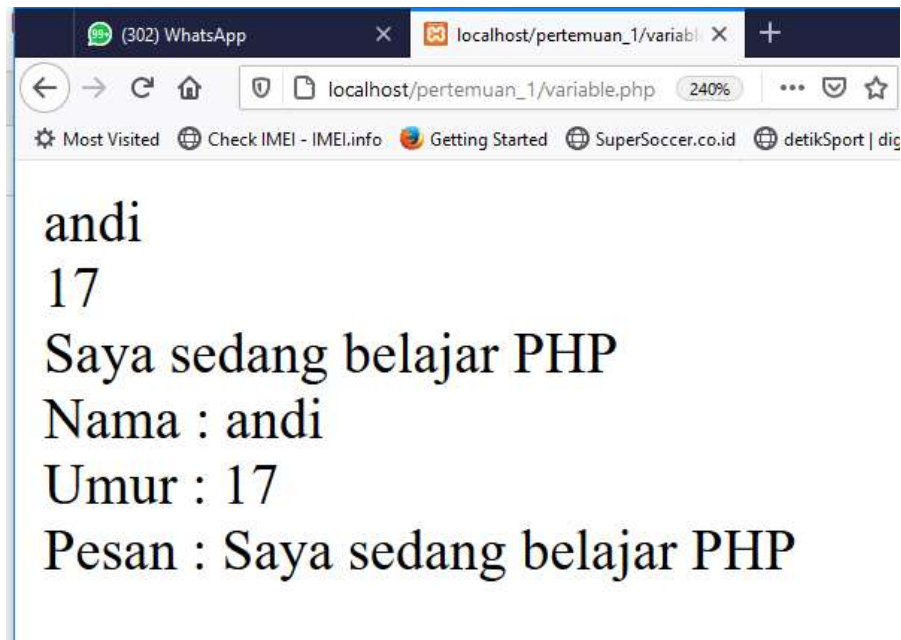 99+ (302) WhatsApp localhost/pertemuan_1/variabl
localhost/pertemuan_1/variable.php 240%
Most Visited Check IMEI - IMEI.info Getting Started SuperSoccer.co.id detikSport | dig
andi
17
Saya sedang belajar PHP
Nama : andi
Umur : 17
Pesan : Saya sedang belajar PHP